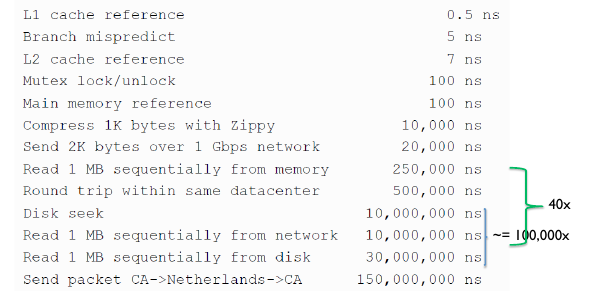 L1 cache reference 0.5 ns
Branch mispredict 5 ns
L2 cache reference 7 ns
Mutex lock/unlock 100 ns
Main memory reference 100 ns
Compress 1K bytes with Zippy 10,000 ns
Send 2K bytes over 1 Gbps network 20,000 ns
Read 1 MB sequentially from memory 250,000 ns
Round trip within same datacenter 500,000 ns
40x
Disk seek 10,000,000 ns
Read 1 MB sequentially from network 10,000,000 ns ~= 100,000x
Read 1 MB sequentially from disk 30,000,000 ns
Send packet CA->Netherlands->CA 150,000,000 ns